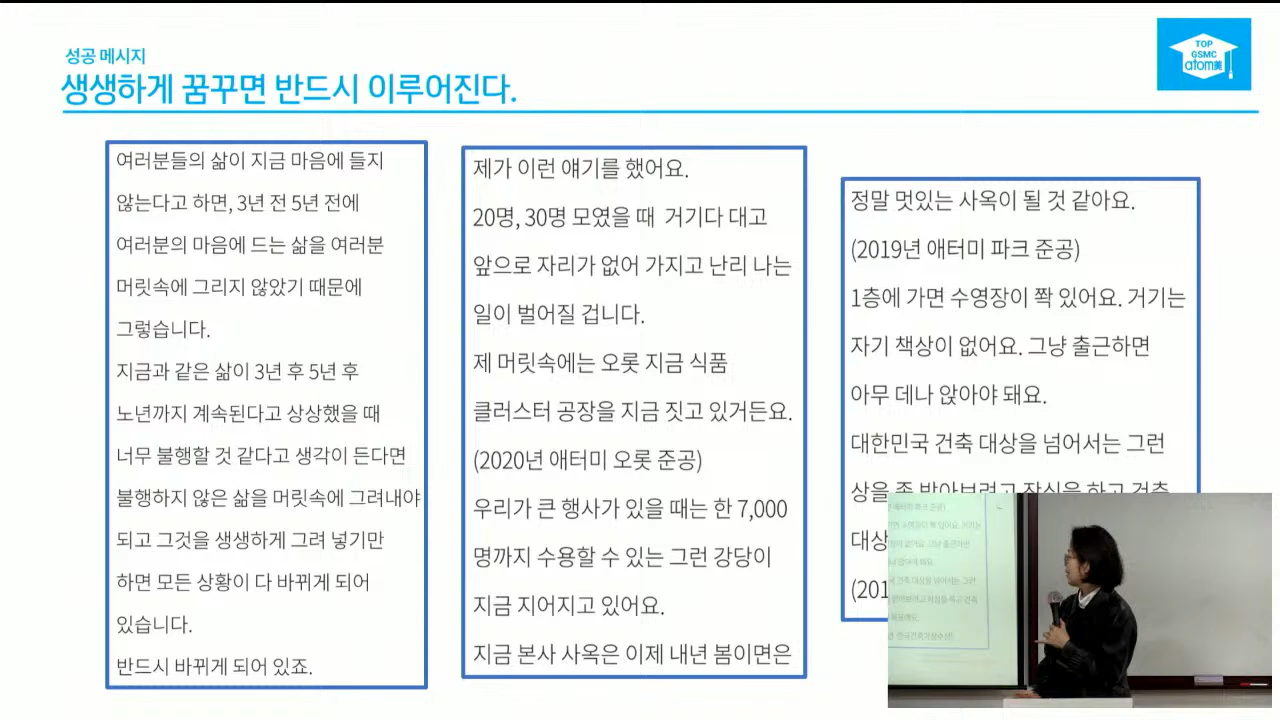 성공 메시지
생생하게 꿈꾸면 반드시 이루어진다.
TOP
GSMC
atom美
여러분들의 삶이 지금 마음에 들지
않는다고 하면, 3년 전 5년 전에
여러분의 마음에 드는 삶을 여러분
머릿속에 그리지 않았기 때문에
그렇습니다.
지금과 같은 삶이 3년 후 5년 후
노년까지 계속된다고 상상했을 때
너무 불행할 것 같다고 생각이 든다면
불행하지 않은 삶을 머릿속에 그려내야
되고 그것을 생생하게 그려 넣기만
하면 모든 상황이 다 바뀌게 되어
있습니다.
반드시 바뀌게 되어 있죠.
제가 이런 얘기를 했어요.
20명, 30명 모였을 때 거기다 대고
앞으로 자리가 없어 가지고 난리 나는
일이 벌어질 겁니다.
제 머릿속에는 오롯 지금 식품
클러스터 공장을 지금 짓고 있거든요.
(2020년 애터미 오롯 준공)
우리가 큰 행사가 있을 때는 한 7,000
명까지 수용할 수 있는 그런 강당이
지금 지어지고 있어요.
지금 본사 사옥은 이제 내년 봄이면은
정말 멋있는 사옥이 될 것 같아요.
(2019년 애터미 파크 준공)
1층에 가면 수영장이 쫙 있어요. 거기는
자기 책상이 없어요. 그냥 출근하면
아무 데나 앉아야 돼요.
대한민국 건축 대상을 넘어서는 그런
상을 좀 받아보려고 작심을 하고 건축
대상
(201